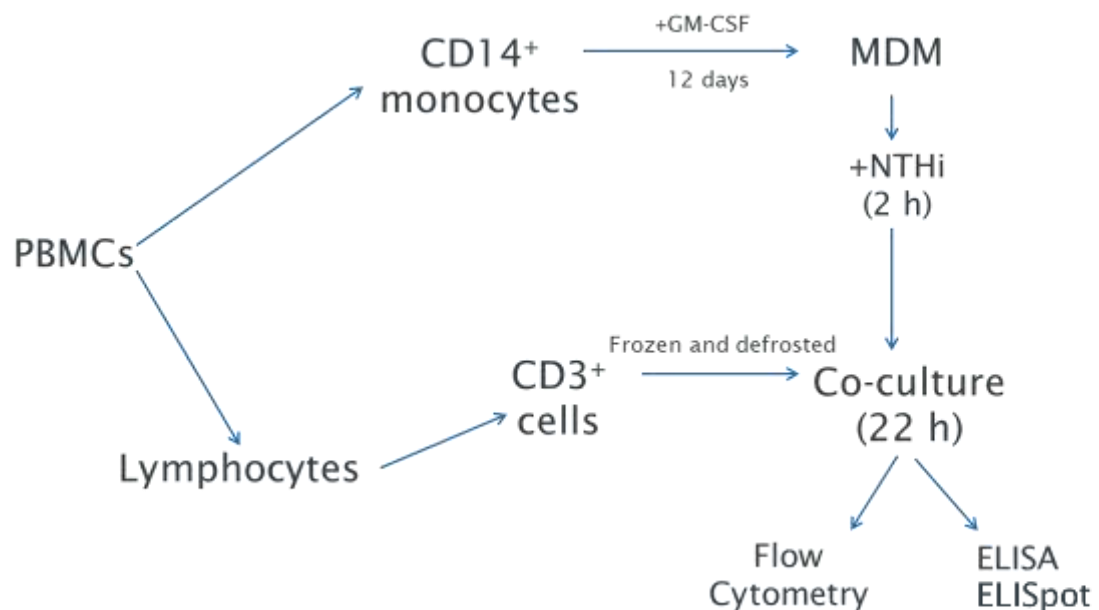 +GM-CSF
CD14⁺
monocytes
12 days
MDM
+NTHi
(2 h)
PBMCs
Frozen and defrosted
CD3⁺
cells
Co-culture
(22 h)
Lymphocytes
Flow
Cytometry
ELISA
ELISpot